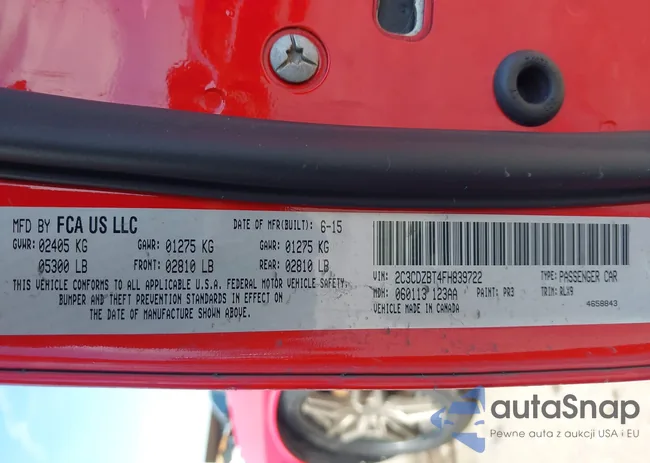 MFD BY FCA US LLC DATE OF MFR(BUILT): 6-15
GVWR: 02405 KG GAWR: 01275 KG GAWR: 01275 KG
05300 LB FRONT: 02810 LB REAR: 02810 LB
THIS VEHICLE CONFORMS TO ALL APPLICABLE U.S.A. FEDERAL MOTOR VEHICLE SAFETY,
BUMPER AND THEFT PREVENTION STANDARDS IN EFFECT ON
THE DATE OF MANUFACTURE SHOWN ABOVE.
VIN: 2C3CDZBT4FH839722 TYPE: PASSENGER CAR
MDH: 060113 123AA PAINT: PR3 TRIM: RLX9
VEHICLE MADE IN CANADA 4658843
autaSnap
Pewne auta z aukcji USA i EU